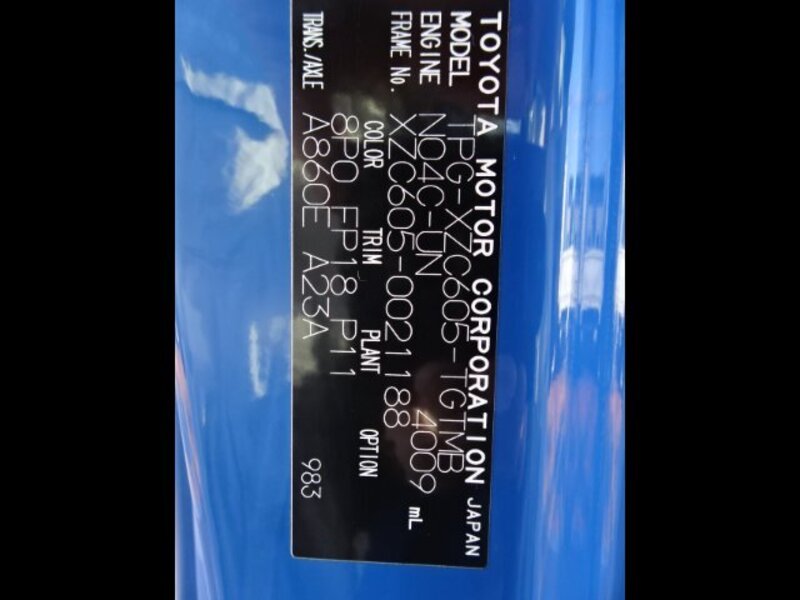 TOYOTA MOTOR CORPORATION JAPAN
MODEL TPG-XZC605-TGTMB
ENGINE N04C-UN 4009 mL
FRAME No. XZC605-0021188
COLOR TRIM PLANT OPTION
8P0 FP18 P11
TRANS./AXLE A860E A23A 983